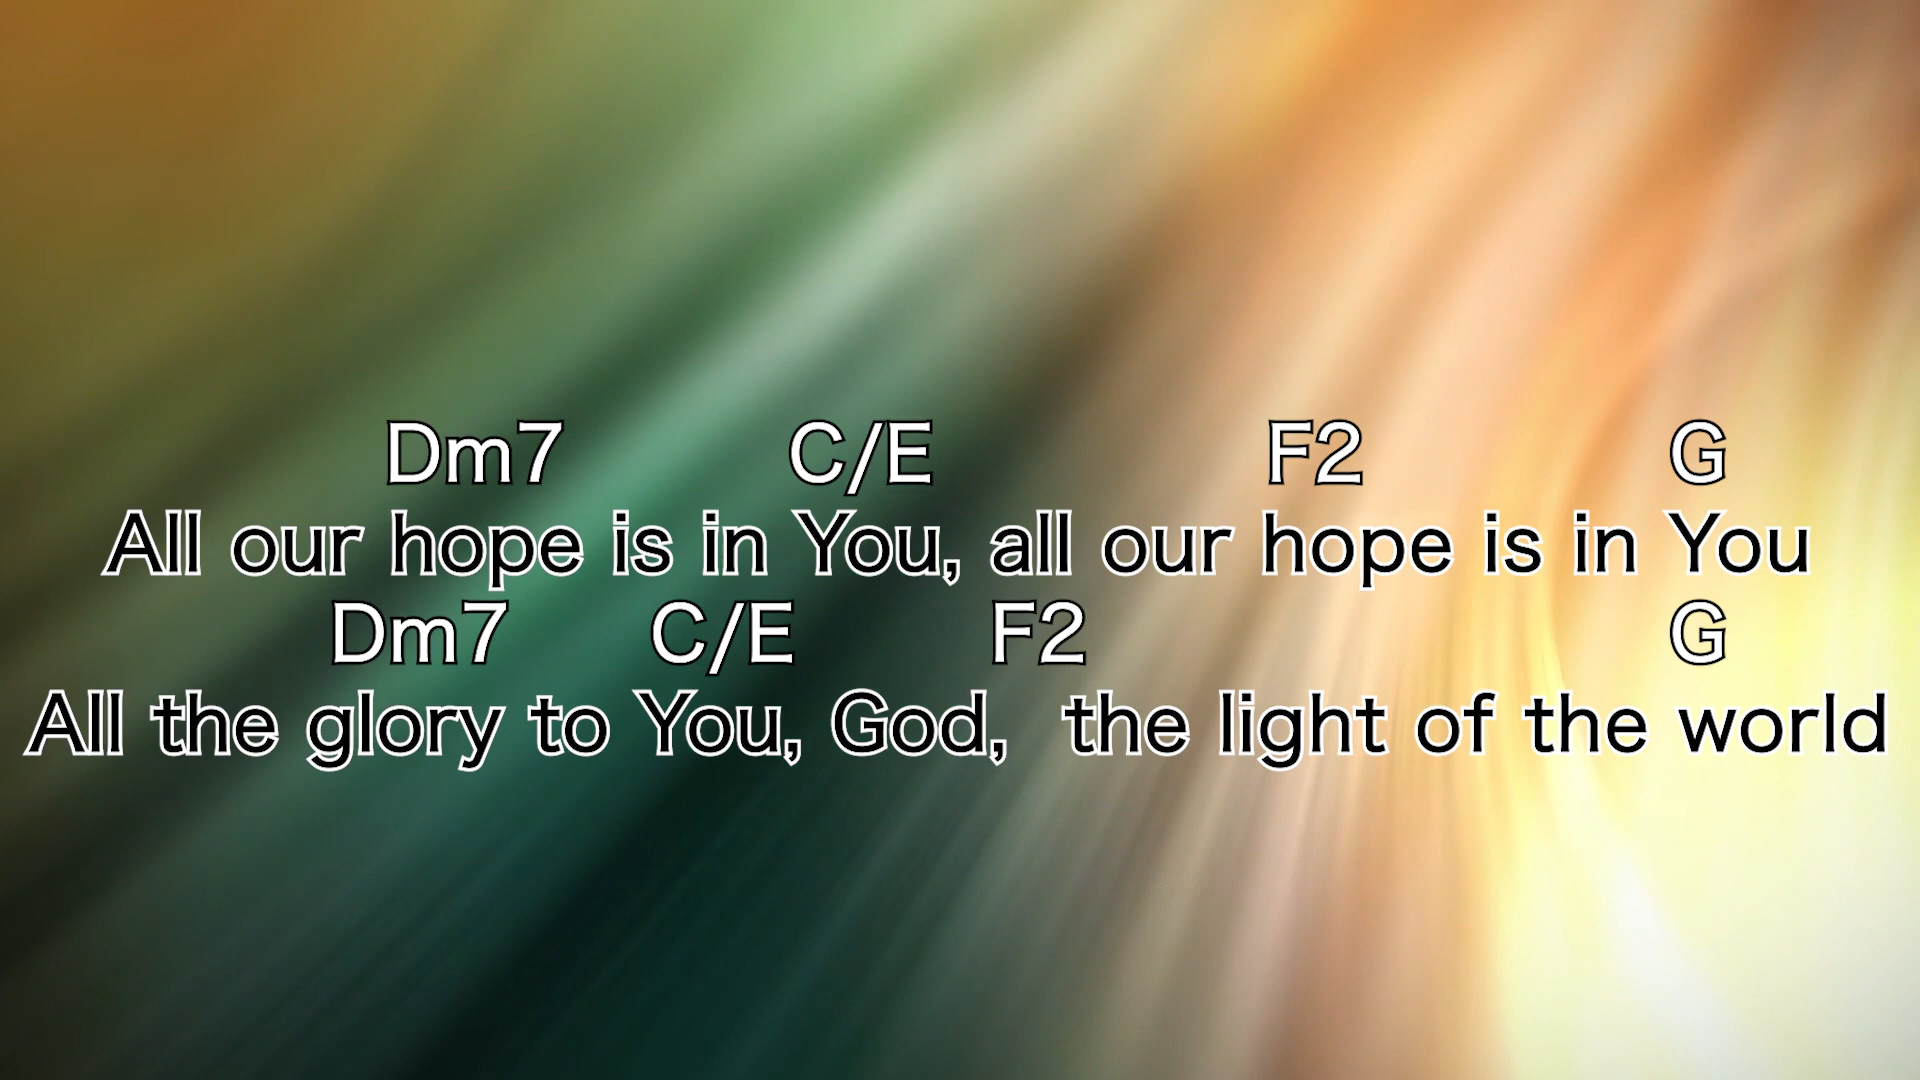 Dm7 C/E F2 G
All our hope is in You, all our hope is in You
Dm7 C/E F2 G
All the glory to You, God, the light of the world